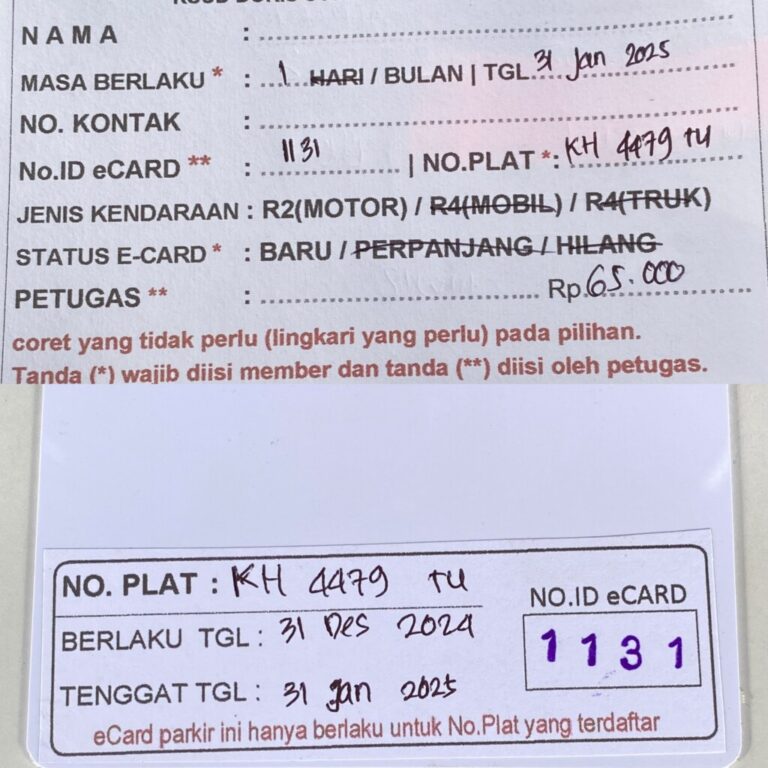 NAMA : 
MASA BERLAKU * : 1 HARI / BULAN | TGL 31 Jan 2025
NO. KONTAK : 
No.ID eCARD ** : 1131 | NO.PLAT *: KH 4479 TU
JENIS KENDARAAN : R2(MOTOR) / R4(MOBIL) / R4(TRUK)
STATUS E-CARD * : BARU / PERPANJANG / HILANG
PETUGAS ** : Rp. 65.000
coret yang tidak perlu (lingkari yang perlu) pada pilihan.
Tanda (*) wajib diisi member dan tanda (**) diisi oleh petugas.
NO. PLAT : KH 4479 TU
BERLAKU TGL : 31 Des 2024
TENGGAT TGL : 31 Jan 2025
NO.ID eCARD
1131
eCard parkir ini hanya berlaku untuk No.Plat yang terdaftar